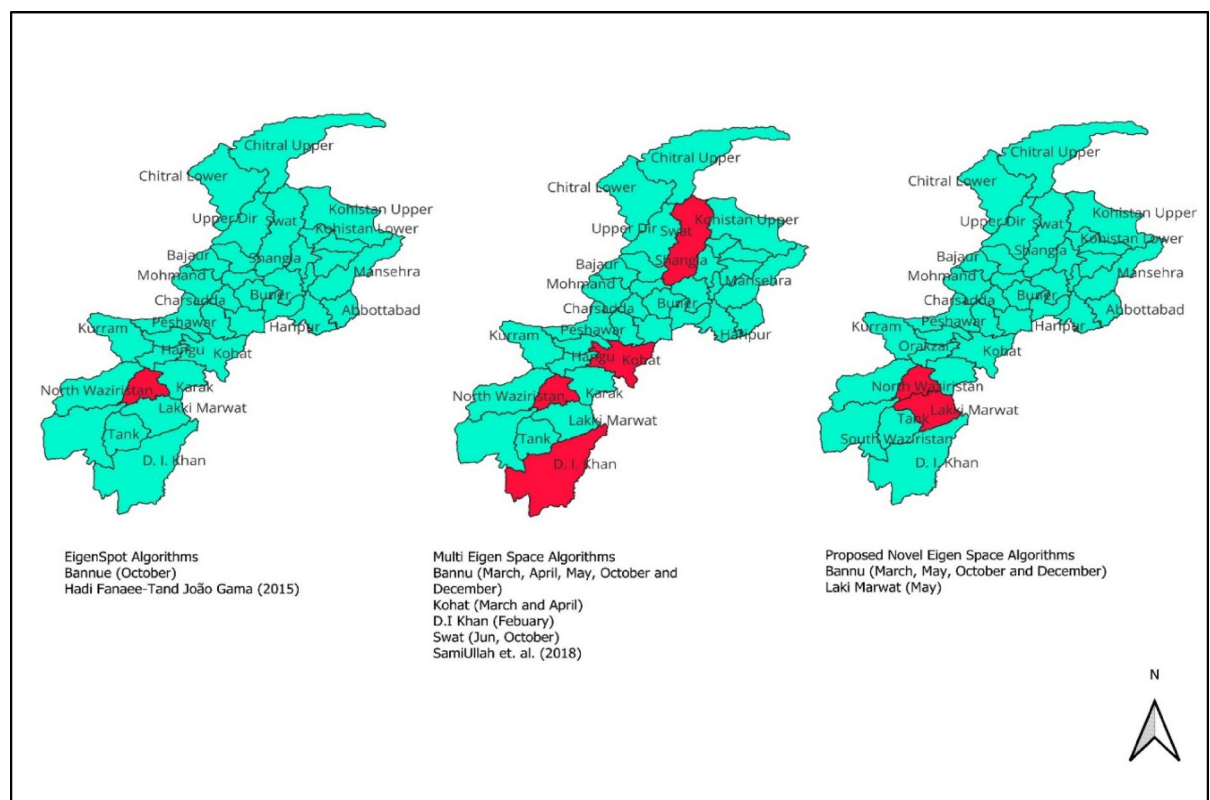 Chitral Upper
Chitral Lower
Upper Dir
Swat
Kohistan Upper
Kohistan Lower
Bajaur
Shangla
Mohmand
Mansehra
Charsadda
Buner
Abbottabad
Peshawar
Haripur
Kurram
Hangu
Kohat
North Waziristan
Karak
Lakki Marwat
Tank
D. I. Khan
EigenSpot Algorithms
Bannue (October)
Hadi Fanaee-Tand João Gama (2015)
Chitral Upper
Chitral Lower
Kohistan Upper
Upper Dir
Swat
Bajaur
Shangla
Mohmand
Mansehra
Charsadda
Buner
Peshawar
Haripur
Kurram
Hangu
Kohat
North Waziristan
Karak
Lakki Marwat
Tank
D. I. Khan
Multi Eigen Space Algorithms
Bannu (March, April, May, October and
December)
Kohat (March and April)
D.I Khan (Febuary)
Swat (Jun, October)
SamiUllah et. al. (2018)
Chitral Upper
Chitral Lower
Kohistan Upper
Upper Dir
Swat
Kohistan Lower
Shangla
Bajaur
Mohmand
Mansehra
Charsadda
Buner
Abbottabad
Peshawar
Haripur
Kurram
Orakzai
Kohat
North Waziristan
Lakki Marwat
Tank
South Waziristan
D. I. Khan
Proposed Novel Eigen Space Algorithms
Bannu (March, May, October and December)
Laki Marwat (May)
N